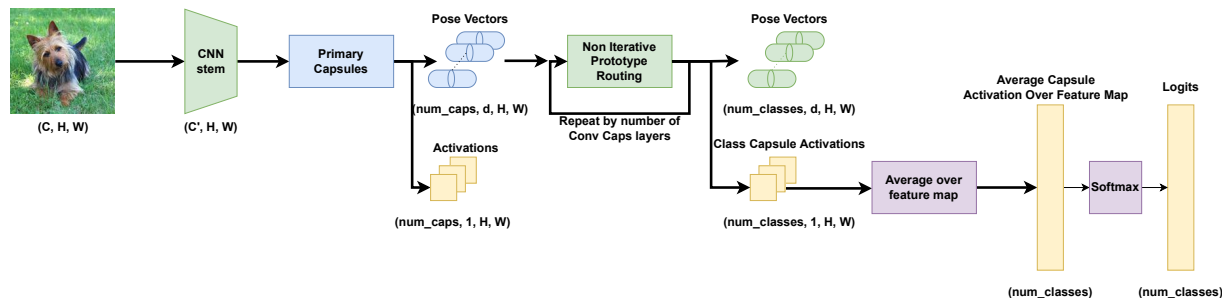 (C, H, W)
CNN
stem
(C', H, W)
Primary
Capsules
Pose Vectors
(num_caps, d, H, W)
Activations
(num_caps, 1, H, W)
Non Iterative
Prototype
Routing
Repeat by number of
Conv Caps layers
Pose Vectors
(num_classes, d, H, W)
Class Capsule Activations
(num_classes, 1, H, W)
Average over
feature map
Average Capsule
Activation Over Feature Map
(num_classes)
Softmax
Logits
(num_classes)